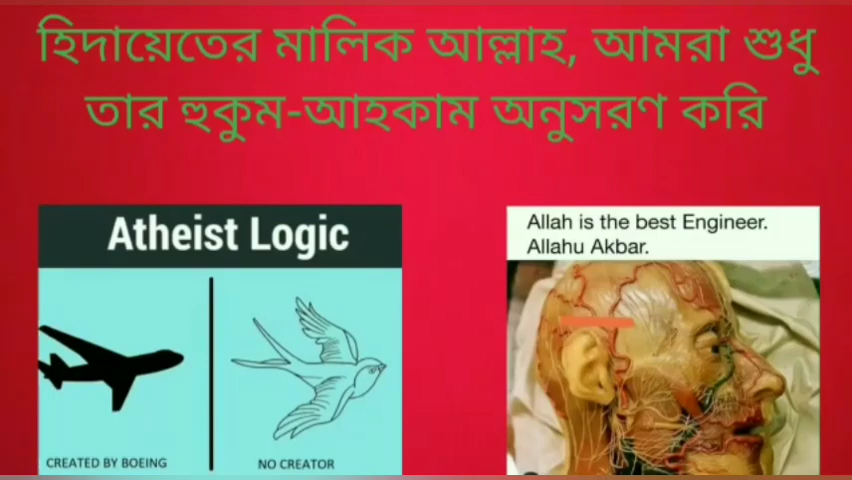 হিদায়েতের মালিক আল্লাহ, আমরা শুধু
তার হুকুম-আহকাম অনুসরণ করি
Atheist Logic
CREATED BY BOEING
NO CREATOR
Allah is the best Engineer.
Allahu Akbar.